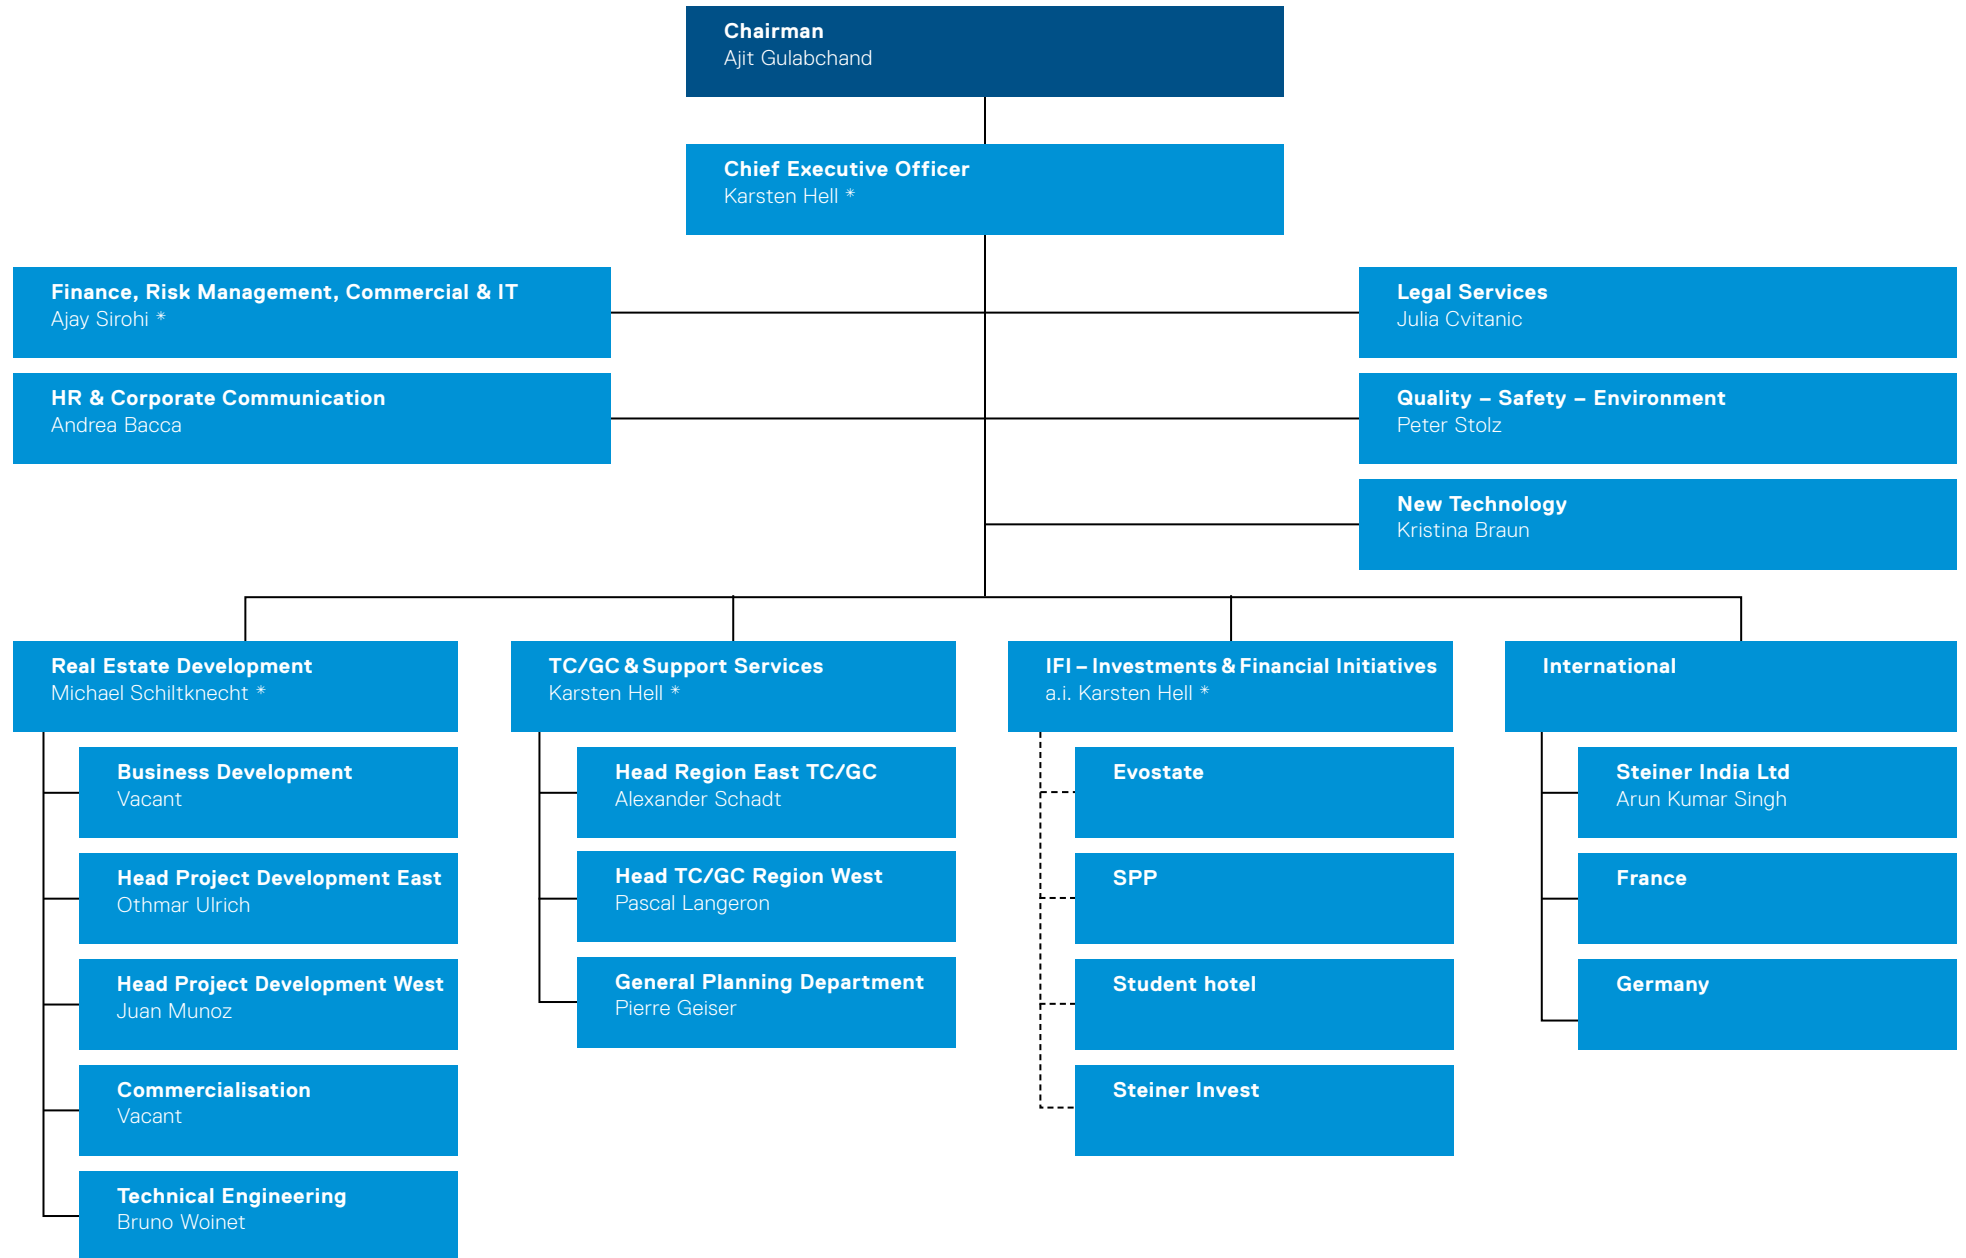 Chairman
Ajit Gulabchand
Chief Executive Officer
Karsten Hell *
Finance, Risk Management, Commercial & IT
Ajay Sirohi *
Legal Services
Julia Cvitanic
HR & Corporate Communication
Andrea Bacca
Quality – Safety – Environment
Peter Stolz
New Technology
Kristina Braun
Real Estate Development
Michael Schiltknecht *
Business Development
Vacant
Head Project Development East
Othmar Ulrich
Head Project Development West
Juan Munoz
Commercialisation
Vacant
Technical Engineering
Bruno Woinet
TC/GC & Support Services
Karsten Hell *
Head Region East TC/GC
Alexander Schadt
Head TC/GC Region West
Pascal Langeron
General Planning Department
Pierre Geiser
IFI – Investments & Financial Initiatives
a.i. Karsten Hell *
Evostate
SPP
Student hotel
Steiner Invest
International
Steiner India Ltd
Arun Kumar Singh
France
Germany